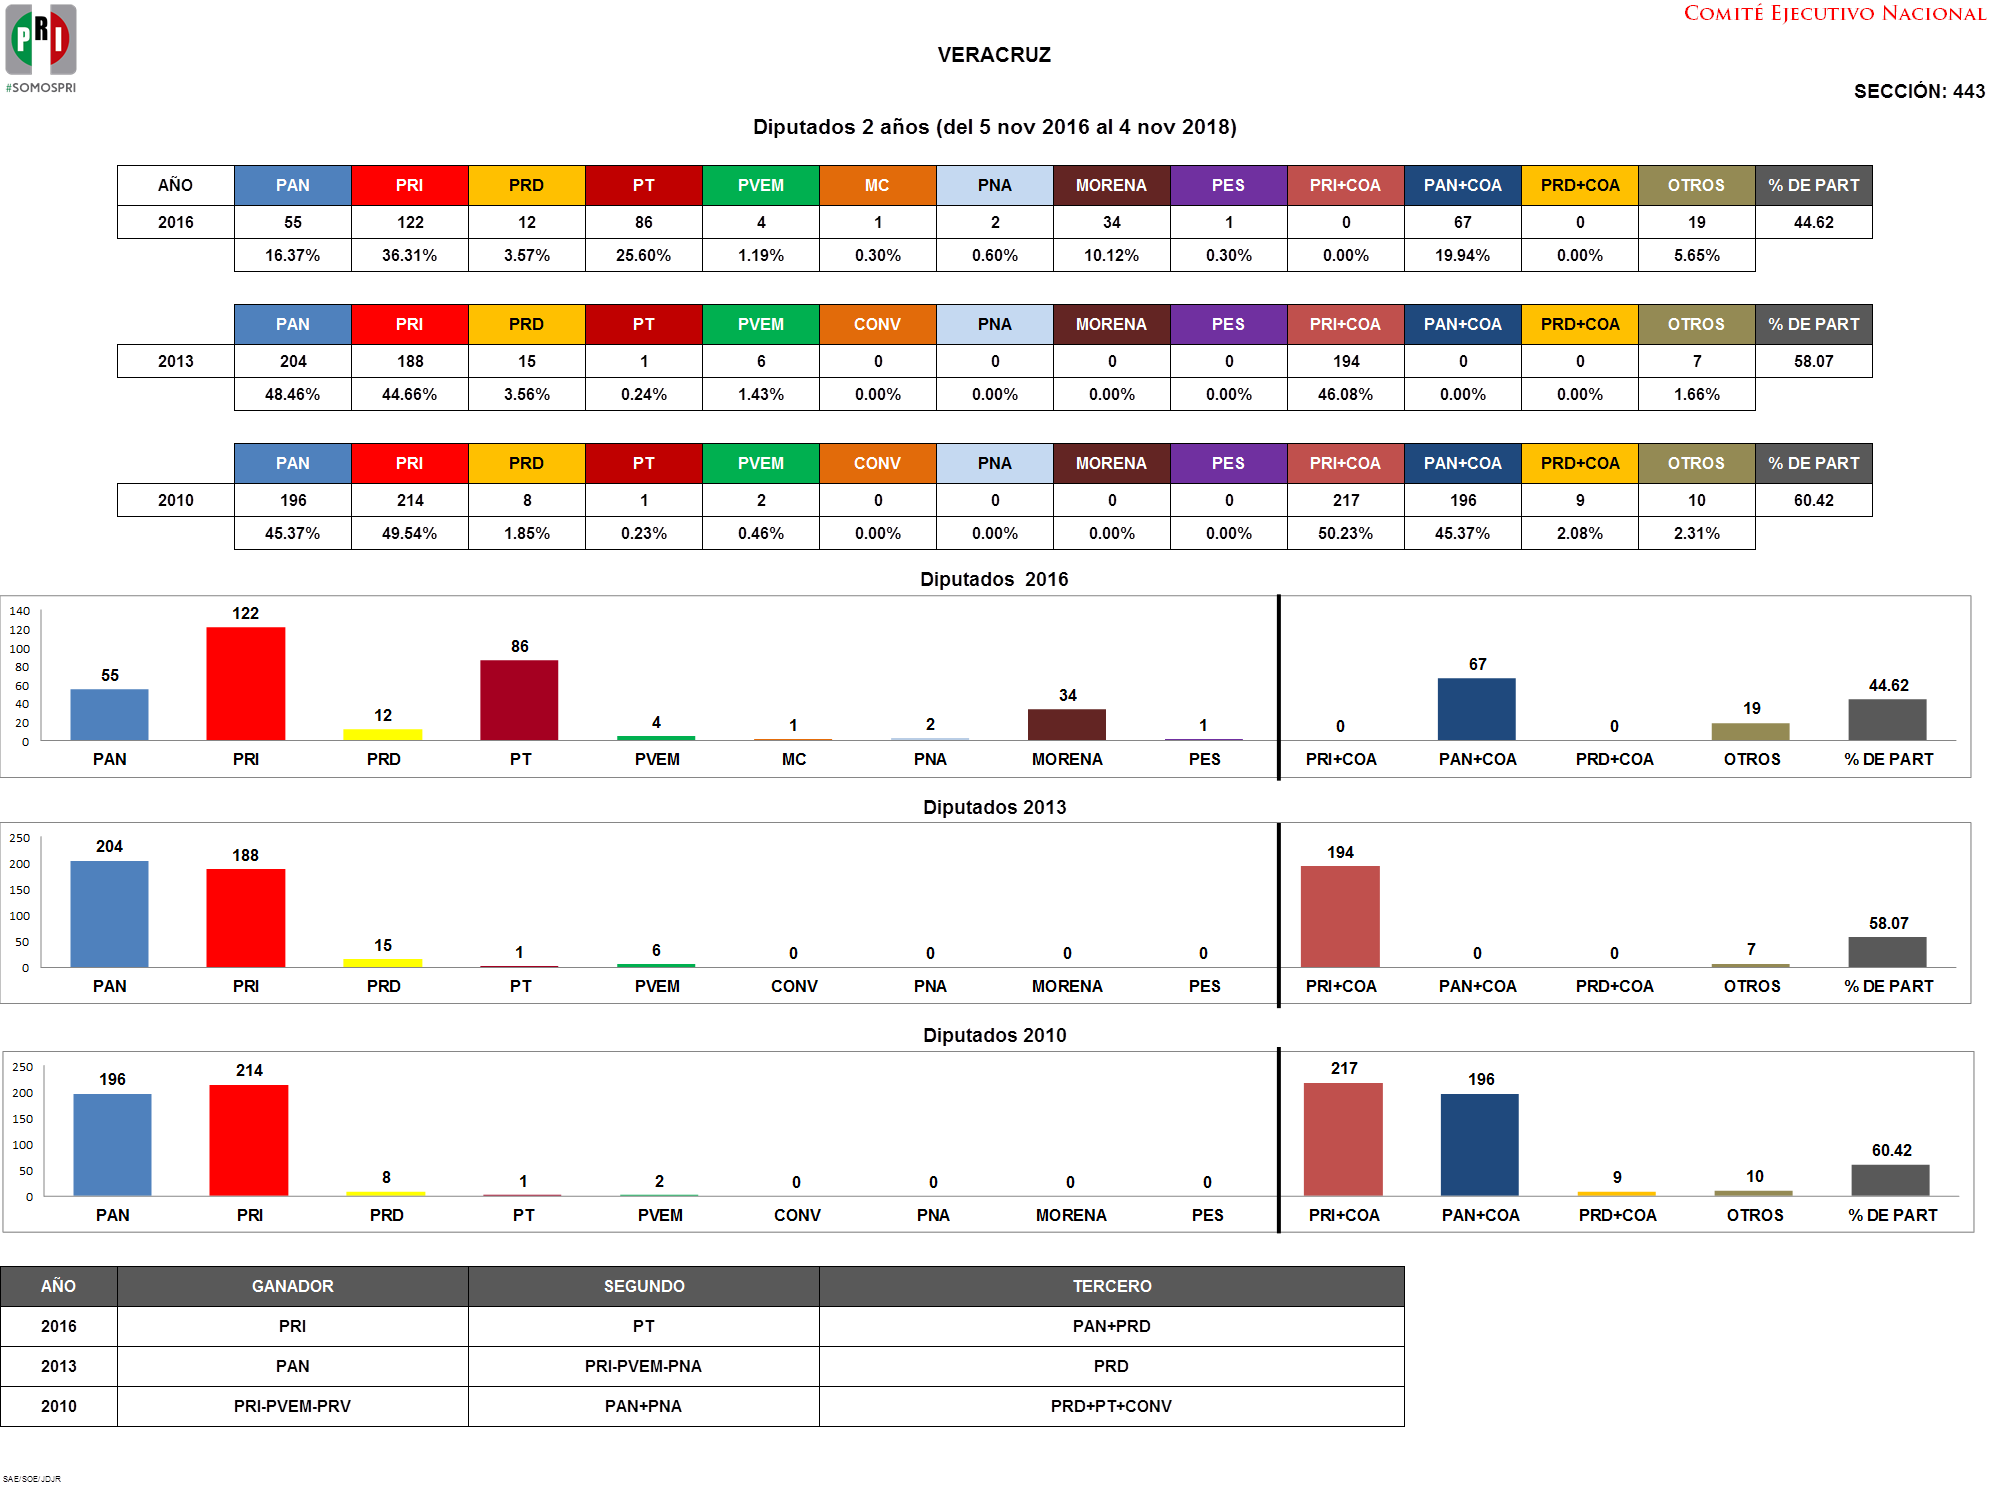 PRI
#SOMOSPRI
COMITÉ EJECUTIVO NACIONAL
VERACRUZ
SECCIÓN: 443
Diputados 2 años (del 5 nov 2016 al 4 nov 2018)
AÑO PAN PRI PRD PT PVEM MC PNA MORENA PES PRI+COA PAN+COA PRD+COA OTROS % DE PART
2016 55 122 12 86 4 1 2 34 1 0 67 0 19 44.62
16.37% 36.31% 3.57% 25.60% 1.19% 0.30% 0.60% 10.12% 0.30% 0.00% 19.94% 0.00% 5.65%
PAN PRI PRD PT PVEM CONV PNA MORENA PES PRI+COA PAN+COA PRD+COA OTROS % DE PART
2013 204 188 15 1 6 0 0 0 0 194 0 0 7 58.07
48.46% 44.66% 3.56% 0.24% 1.43% 0.00% 0.00% 0.00% 0.00% 46.08% 0.00% 0.00% 1.66%
PAN PRI PRD PT PVEM CONV PNA MORENA PES PRI+COA PAN+COA PRD+COA OTROS % DE PART
2010 196 214 8 1 2 0 0 0 0 217 196 9 10 60.42
45.37% 49.54% 1.85% 0.23% 0.46% 0.00% 0.00% 0.00% 0.00% 50.23% 45.37% 2.08% 2.31%
Diputados 2016
140
120
100
80
60
40
20
0
55 122 12 86 4 1 2 34 1 0 67 0 19 44.62
PAN PRI PRD PT PVEM MC PNA MORENA PES PRI+COA PAN+COA PRD+COA OTROS % DE PART
Diputados 2013
250
200
150
100
50
0
204 188 15 1 6 0 0 0 0 194 0 0 7 58.07
PAN PRI PRD PT PVEM CONV PNA MORENA PES PRI+COA PAN+COA PRD+COA OTROS % DE PART
Diputados 2010
250
200
150
100
50
0
196 214 8 1 2 0 0 0 0 217 196 9 10 60.42
PAN PRI PRD PT PVEM CONV PNA MORENA PES PRI+COA PAN+COA PRD+COA OTROS % DE PART
AÑO GANADOR SEGUNDO TERCERO
2016 PRI PT PAN+PRD
2013 PAN PRI-PVEM-PNA PRD
2010 PRI-PVEM-PRV PAN+PNA PRD+PT+CONV
SAE/SOE/JDJR